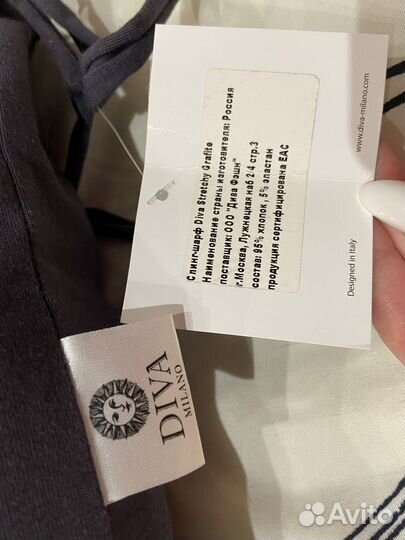 www.diva-milano.com
Слинг-шарф Diva Stretchy Grafite
Наименование страны изготовителя: Россия
поставщик: ООО "Дива Фэшн"
г.Москва, Лужнецкая наб 2\4 стр.3
состав: 95% хлопок , 5% эластан
продукция сертифицирована EAC
Designed in Italy
DIVA
MILANO
Avito